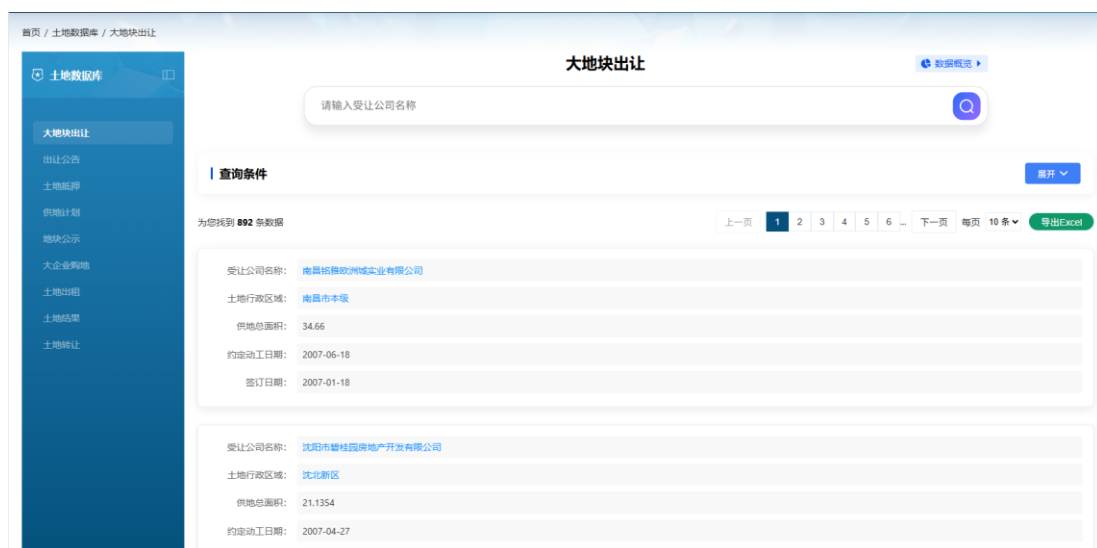 首页 / 土地数据库 / 大地块出让
土地数据库
大地块出让
出让公告
土地抵押
供地计划
地块公示
大企业购地
土地出租
土地结果
土地转让
大地块出让
数据概览
请输入受让公司名称
查询条件
展开
为您找到 892 条数据
上一页 1 2 3 4 5 6 ... 下一页 每页 10 条 导出Excel
受让公司名称: 南昌铭雅欧洲城实业有限公司
土地行政区域: 南昌市本级
供地总面积: 34.66
约定动工日期: 2007-06-18
签订日期: 2007-01-18
受让公司名称: 沈阳市碧桂园房地产开发有限公司
土地行政区域: 沈北新区
供地总面积: 21.1354
约定动工日期: 2007-04-27